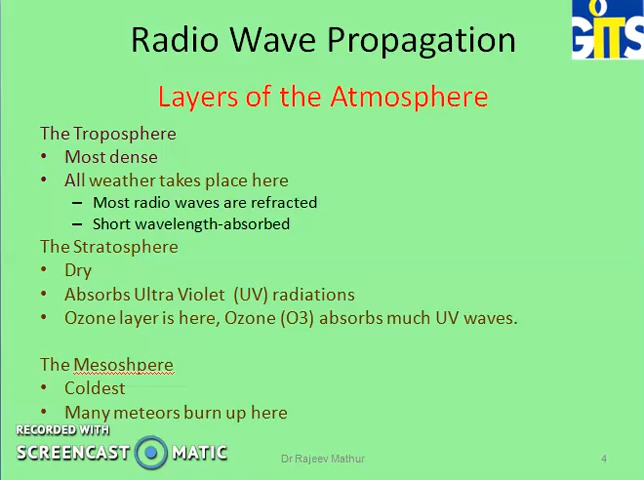 Radio Wave Propagation
GITS
Layers of the Atmosphere
The Troposphere
• Most dense
• All weather takes place here
– Most radio waves are refracted
– Short wavelength-absorbed
The Stratosphere
• Dry
• Absorbs Ultra Violet (UV) radiations
• Ozone layer is here, Ozone (O3) absorbs much UV waves.
The Mesoshpere
• Coldest
• Many meteors burn up here
RECORDED WITH
SCREENCAST MATIC
Dr Rajeev Mathur
4